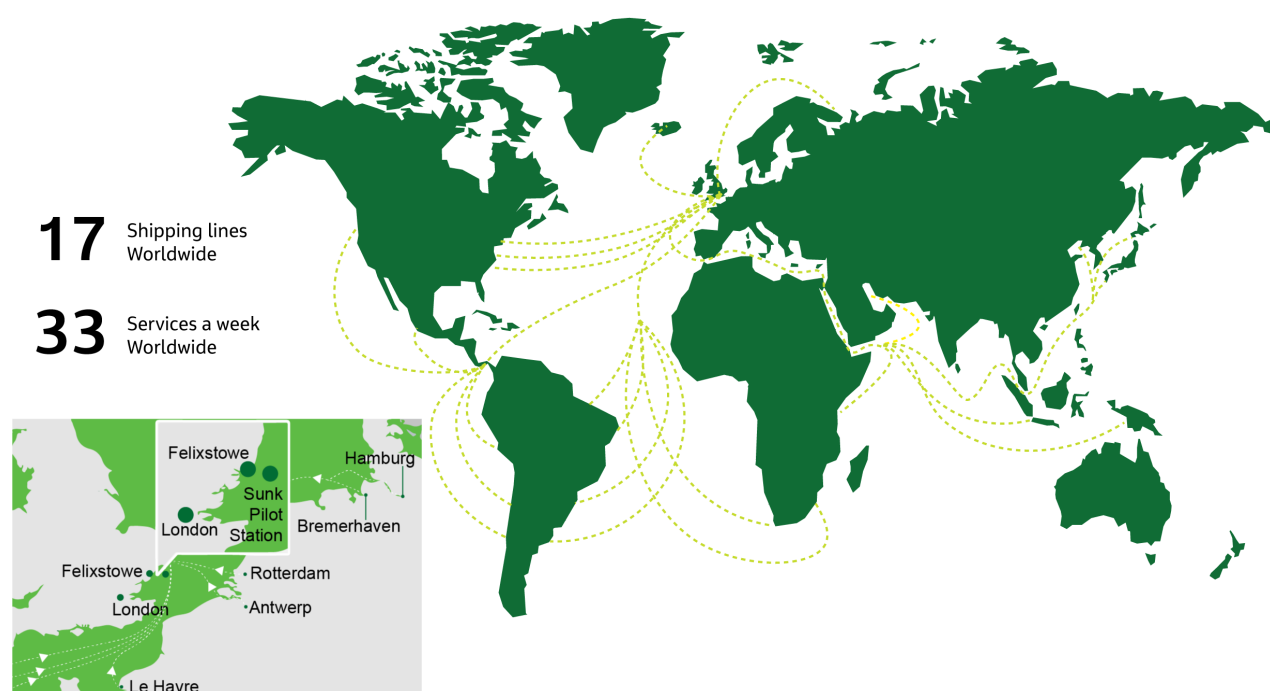 17
Shipping lines
Worldwide
33
Services a week
Worldwide
Felixstowe
Hamburg
Sunk
Pilot
Station
London
Bremerhaven
Felixstowe
Rotterdam
London
Antwerp
Le Havre